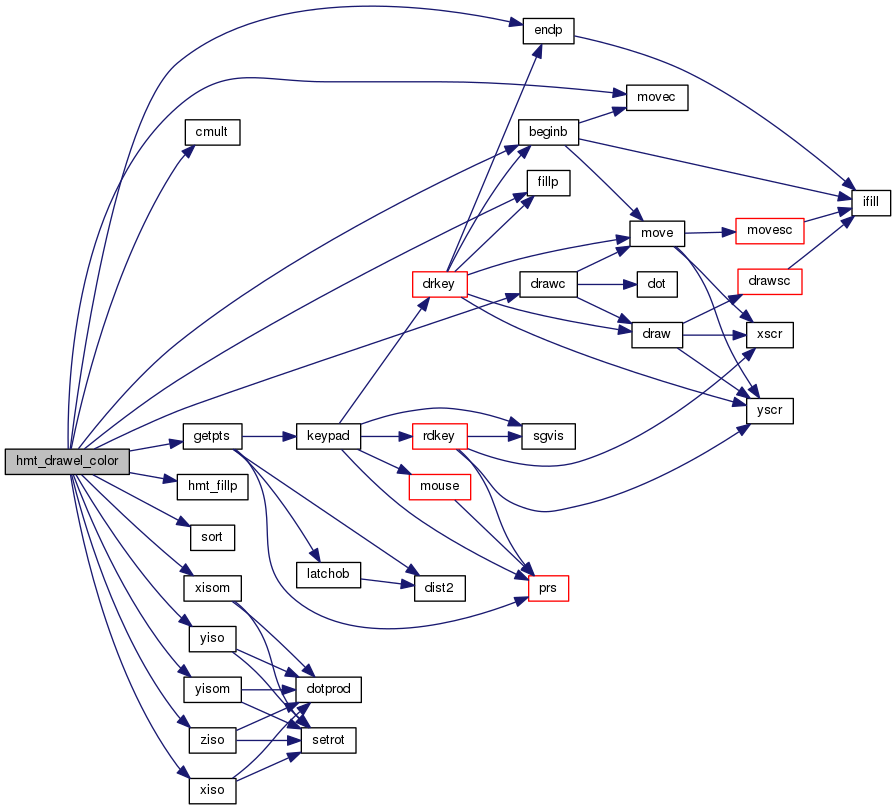 endp
movec
cmult
beginb
fillp
ifill
move
movesc
drkey
drawc
dot
drawsc
draw
xscr
yscr
hmt_drawel_color
getpts
keypad
rdkey
sgvis
hmt_fillp
mouse
sort
latchob
dist2
prs
xisom
yiso
yisom
dotprod
ziso
setrot
xiso